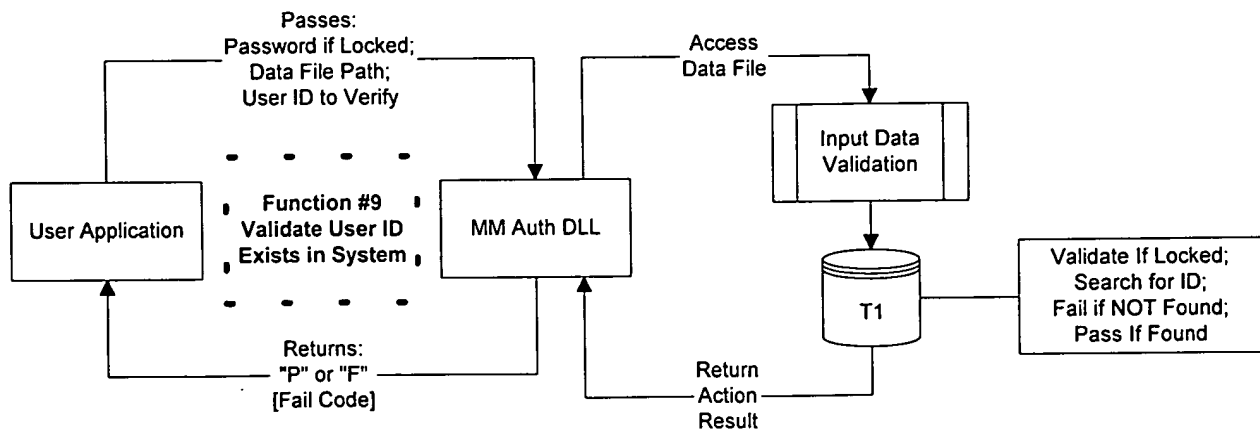 Passes:
Password if Locked;
Data File Path;
User ID to Verify
Access
Data File
Input Data
Validation
User Application
Function #9
Validate User ID
Exists in System
MM Auth DLL
T1
Validate If Locked;
Search for ID;
Fail if NOT Found;
Pass If Found
Returns:
"P" or "F"
[Fail Code]
Return
Action
Result